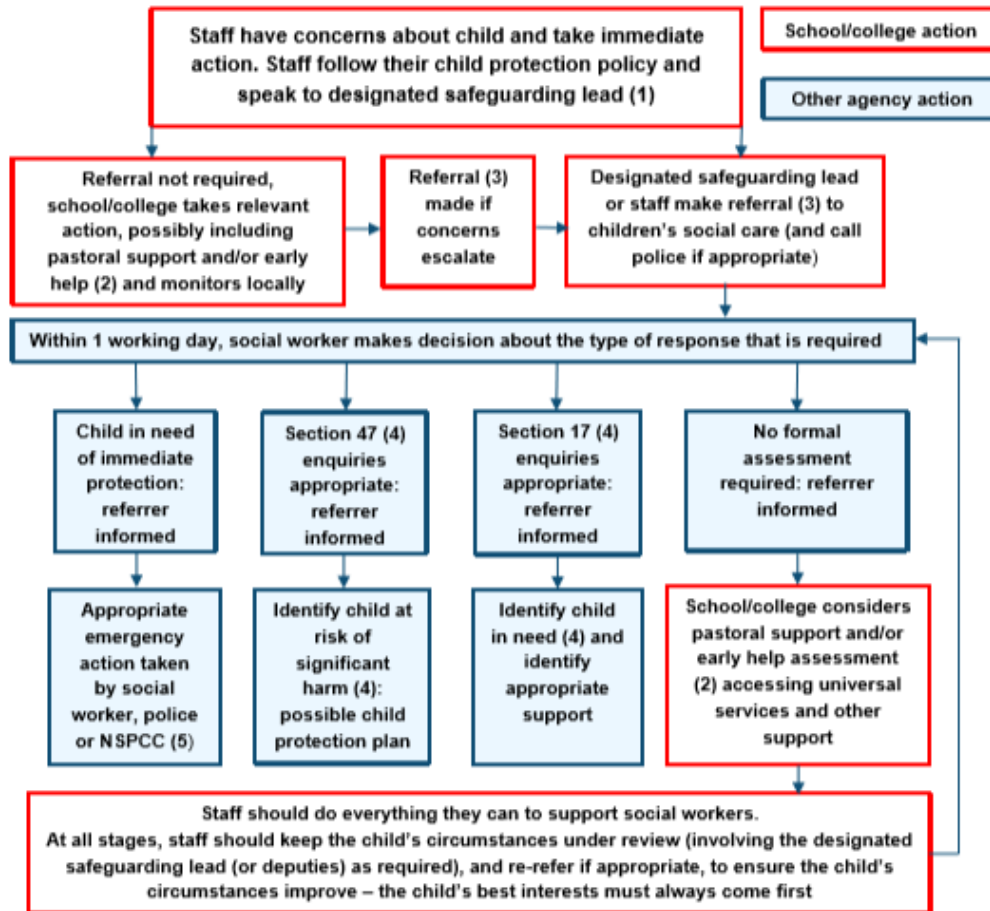 Staff have concerns about child and take immediate
action. Staff follow their child protection policy and
speak to designated safeguarding lead (1)
School/college action
Other agency action
Referral not required,
school/college takes relevant
action, possibly including
pastoral support and/or early
help (2) and monitors locally
Referral (3)
made if
concerns
escalate
Designated safeguarding lead
or staff make referral (3) to
children's social care (and call
police if appropriate)
Within 1 working day, social worker makes decision about the type of response that is required
Child in need
of immediate
protection:
referrer
informed
Section 47 (4)
enquiries
appropriate:
referrer
informed
Section 17 (4)
enquiries
appropriate:
referrer
informed
No formal
assessment
required: referrer
informed
Appropriate
emergency
action taken
by social
worker, police
or NSPCC (5)
Identify child at
risk of
significant
harm (4):
possible child
protection plan
Identify child
in need (4) and
identify
appropriate
support
School/college considers
pastoral support and/or
early help assessment
(2) accessing universal
services and other
support
Staff should do everything they can to support social workers.
At all stages, staff should keep the child's circumstances under review (involving the designated
safeguarding lead (or deputies) as required), and re-refer if appropriate, to ensure the child's
circumstances improve – the child's best interests must always come first